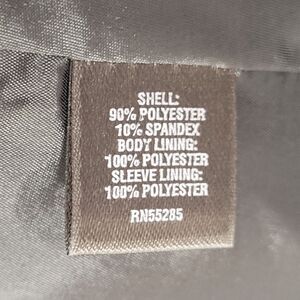 SHELL:
90% POLYESTER
10% SPANDEX
BODY LINING:
100% POLYESTER
SLEEVE LINING:
100% POLYESTER
RN55285